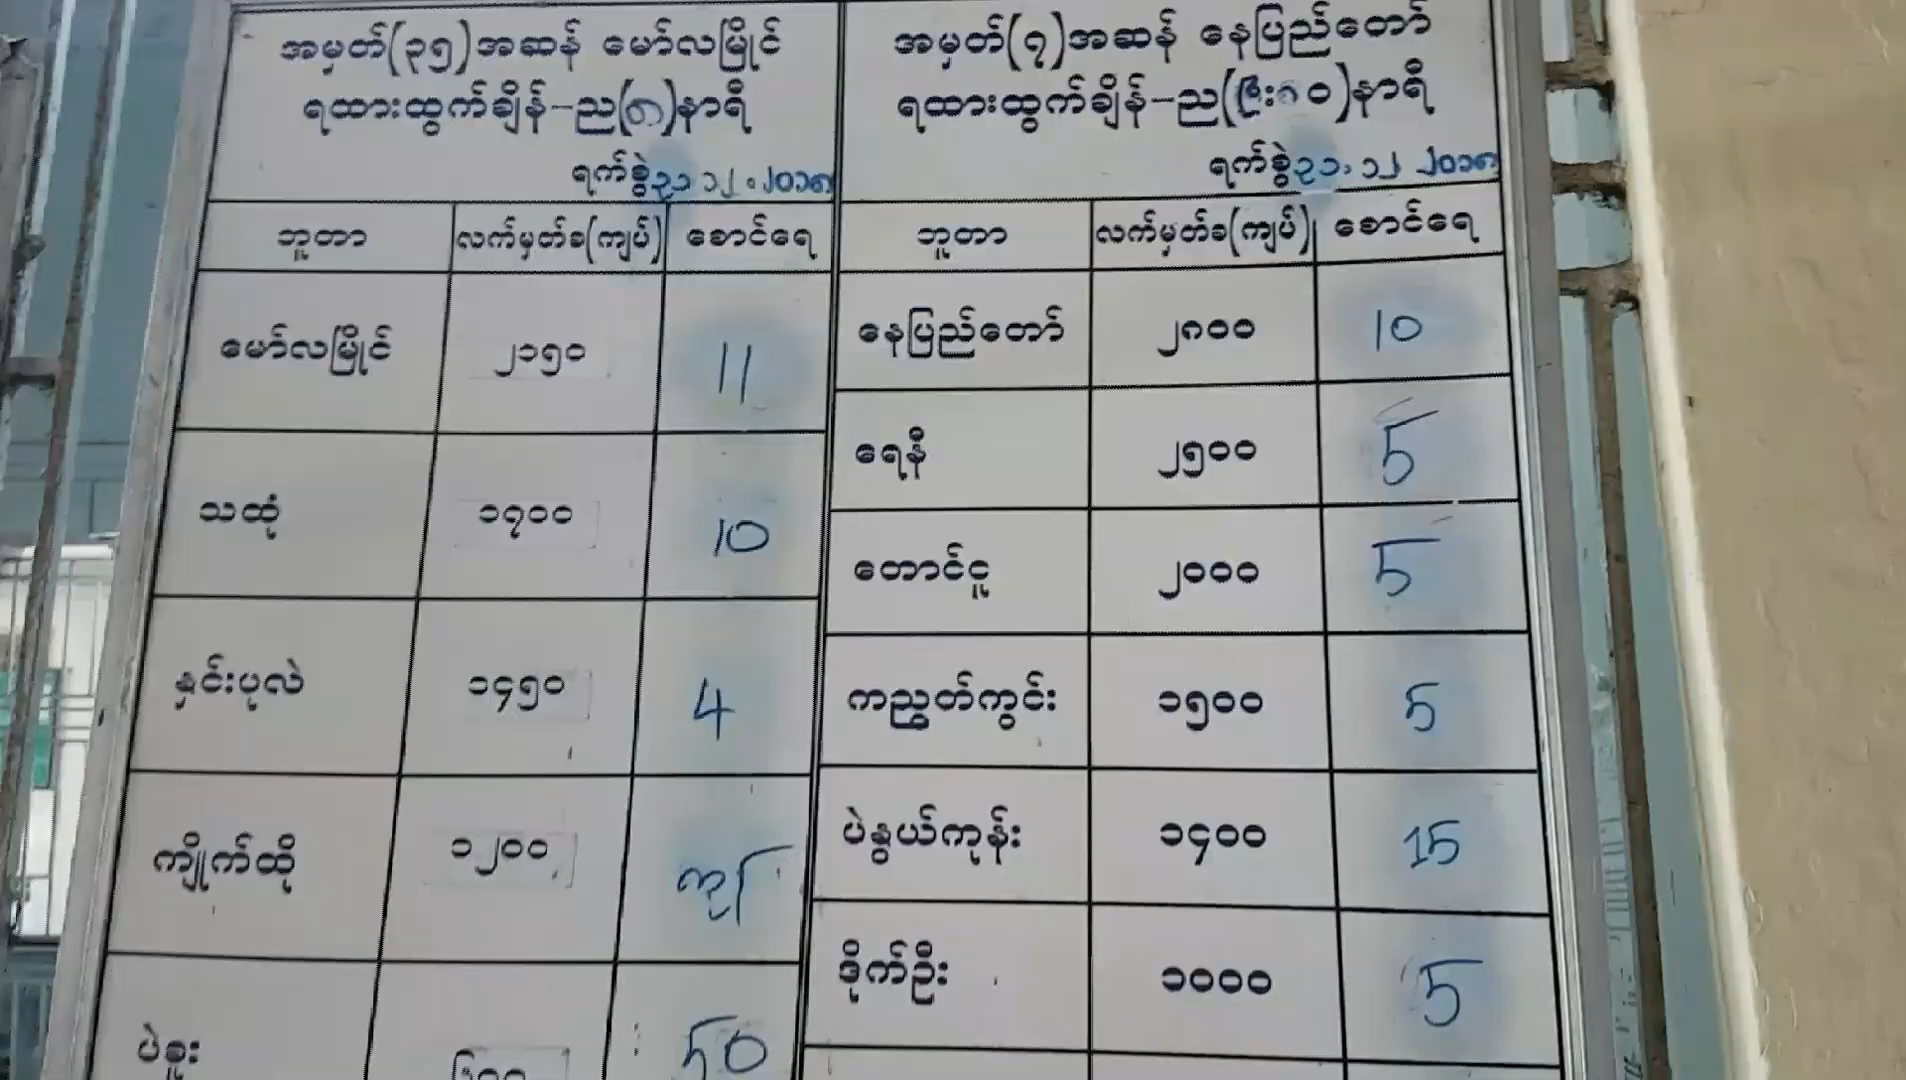 အမှတ်(၃၅)အဆန် မော်လမြိုင်
ရထားထွက်ချိန်-ည(၈)နာရီ
ရက်စွဲ၃၁ ၁၂.၂၀၁၈
ဘူတာ လက်မှတ်ခ(ကျပ်) စောင်ရေ
မော်လမြိုင် ၂၁၅၀ 11
သထုံ ၁၇၀၀ 10
နှင်းပုလဲ ၁၄၅၀ 4
ကျိုက်ထို ၁၂၀၀
ပဲခူး ၆၀၀ 50
အမှတ်(၇)အဆန် နေပြည်တော်
ရထားထွက်ချိန်-ည(၉း၀၀)နာရီ
ရက်စွဲ၃၁.၁၂ ၂၀၁၈
ဘူတာ လက်မှတ်ခ(ကျပ်) စောင်ရေ
နေပြည်တော် ၂၈၀၀ 10
ရေနီ ၂၅၀၀ 5
တောင်ငူ ၂၀၀၀ 5
ကညွတ်ကွင်း ၁၅၀၀ 5
ပဲနွယ်ကုန်း ၁၄၀၀ 15
ဒိုက်ဦး ၁၀၀၀ 5